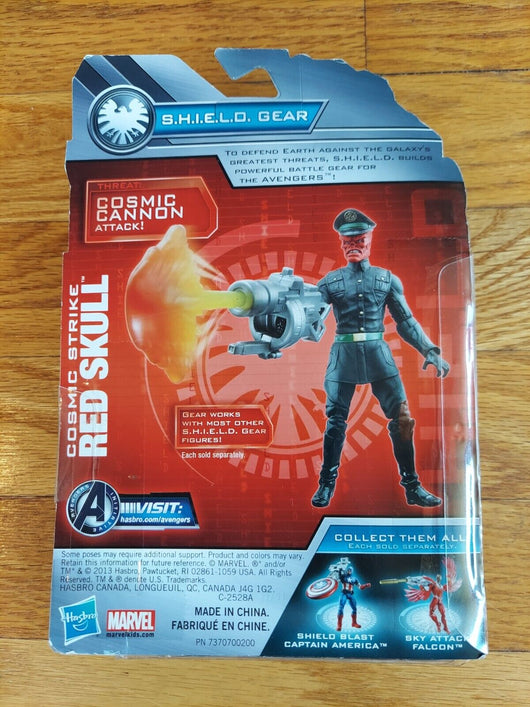 S.H.I.E.L.D. GEAR
TO DEFEND EARTH AGAINST THE GALAXY'S
GREATEST THREATS, S.H.I.E.L.D. BUILDS
POWERFUL BATTLE GEAR FOR
THE AVENGERS™!
THREAT:
COSMIC
CANNON
ATTACK!
COSMIC STRIKE
RED SKULL™
GEAR WORKS
WITH MOST OTHER
S.H.I.E.L.D. GEAR
FIGURES!
Each sold separately.
A
AVENGERS
INITIATIVE
VISIT:
hasbro.com/avengers
COLLECT THEM ALL
EACH SOLD SEPARATELY.
Some poses may require additional support. Product and colors may vary.
Retain this information for future reference. © MARVEL. ®* and/or
TM* & © 2013 Hasbro, Pawtucket, RI 02861-1059 USA. All Rights
Reserved. TM & ® denote U.S. Trademarks.
HASBRO CANADA, LONGUEUIL, QC, CANADA J4G 1G2.
C-2528A
MADE IN CHINA.
FABRIQUÉ EN CHINE.
PN 7370700200
Hasbro
MARVEL
marvelkids.com
SHIELD BLAST
CAPTAIN AMERICA™
SKY ATTACK
FALCON™